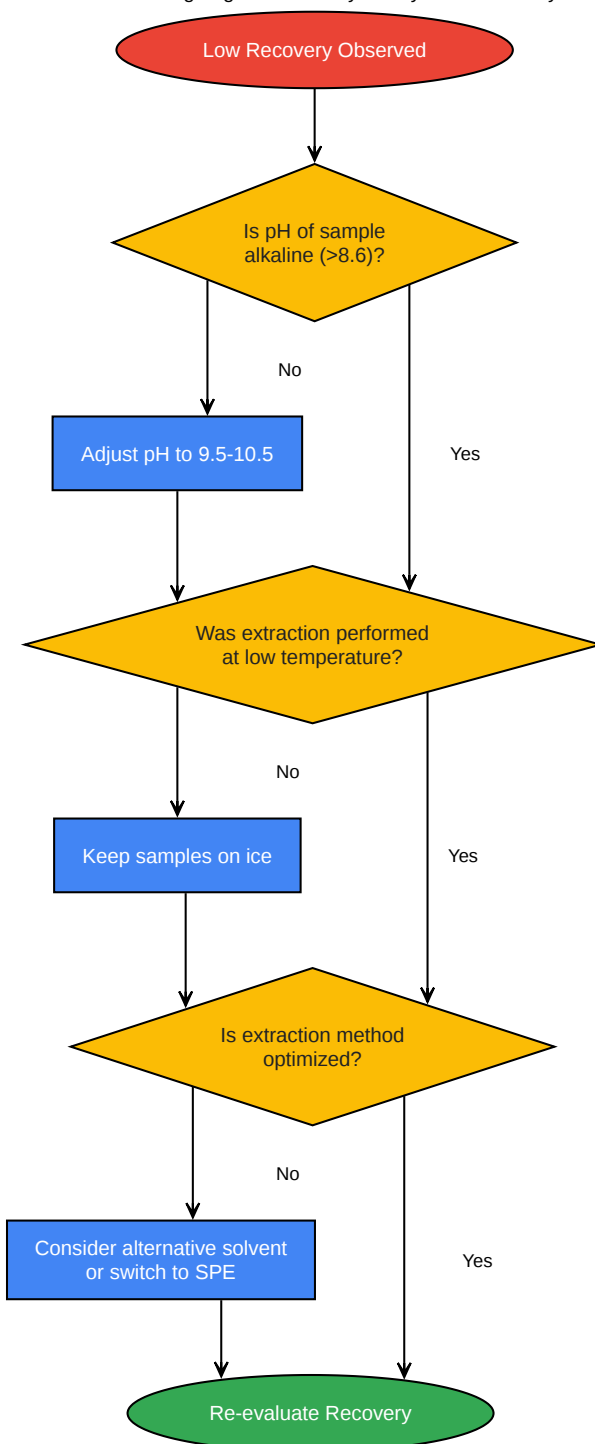 Low Recovery Observed
Is pH of sample
alkaline (>8.6)?
No
Adjust pH to 9.5-10.5
Yes
Was extraction performed
at low temperature?
No
Keep samples on ice
Yes
Is extraction method
optimized?
No
Consider alternative solvent
or switch to SPE
Yes
Re-evaluate Recovery